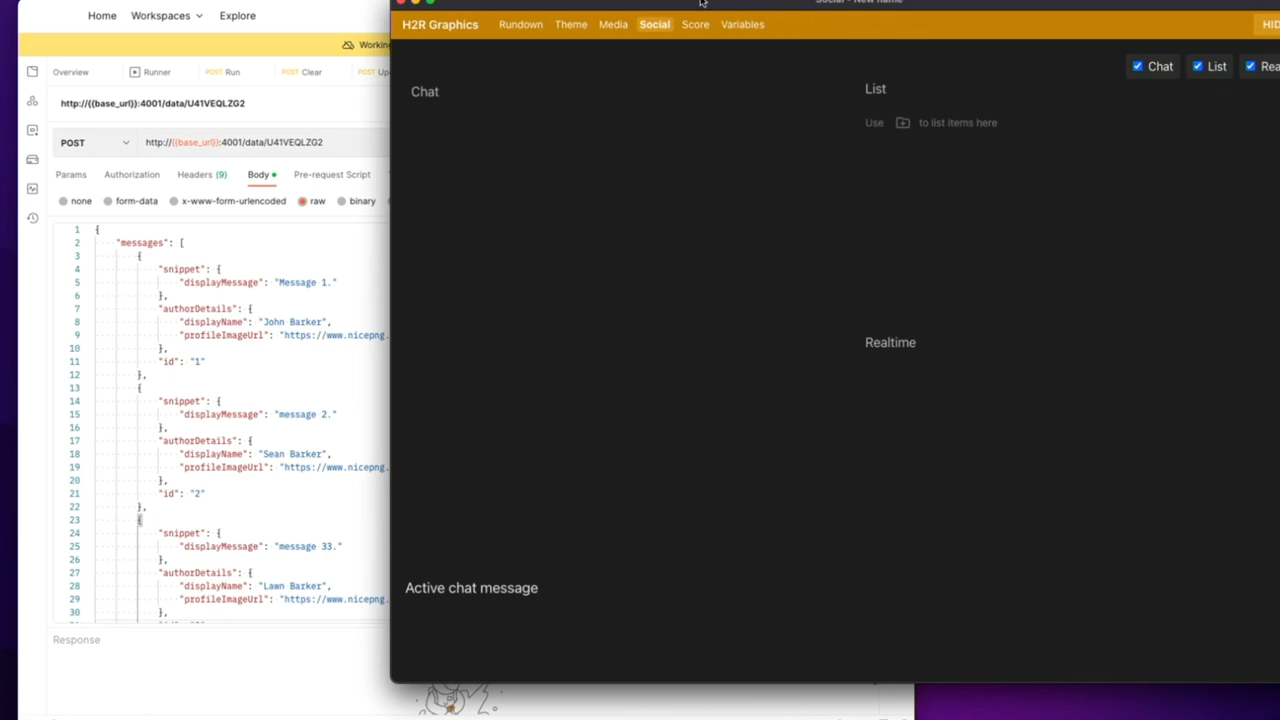 Home Workspaces Explore
Overview Runner POST Run POST Clear POST
http://{{base_url}}:4001/data/U41VEQLZG2
POST http://{{base_url}}:4001/data/U41VEQLZG2
Params Authorization Headers (9) Body Pre-request Script
none form-data x-www-form-urlencoded raw binary
1 {
2 "messages": [
3 {
4 "snippet": {
5 "displayMessage": "Message 1."
6 },
7 "authorDetails": {
8 "displayName": "John Barker",
9 "profileImageUrl": "https://www.nicepng.
10 },
11 "id": "1"
12 },
13 {
14 "snippet": {
15 "displayMessage": "message 2."
16 },
17 "authorDetails": {
18 "displayName": "Sean Barker",
19 "profileImageUrl": "https://www.nicepng.
20 },
21 "id": "2"
22 },
23 {
24 "snippet": {
25 "displayMessage": "message 33."
26 },
27 "authorDetails": {
28 "displayName": "Lawn Barker",
29 "profileImageUrl": "https://www.nicepng.
30 },
Response
H2R Graphics Rundown Theme Media Social Score Variables HID
Chat List Rea
Chat
List
Use to list items here
Realtime
Active chat message